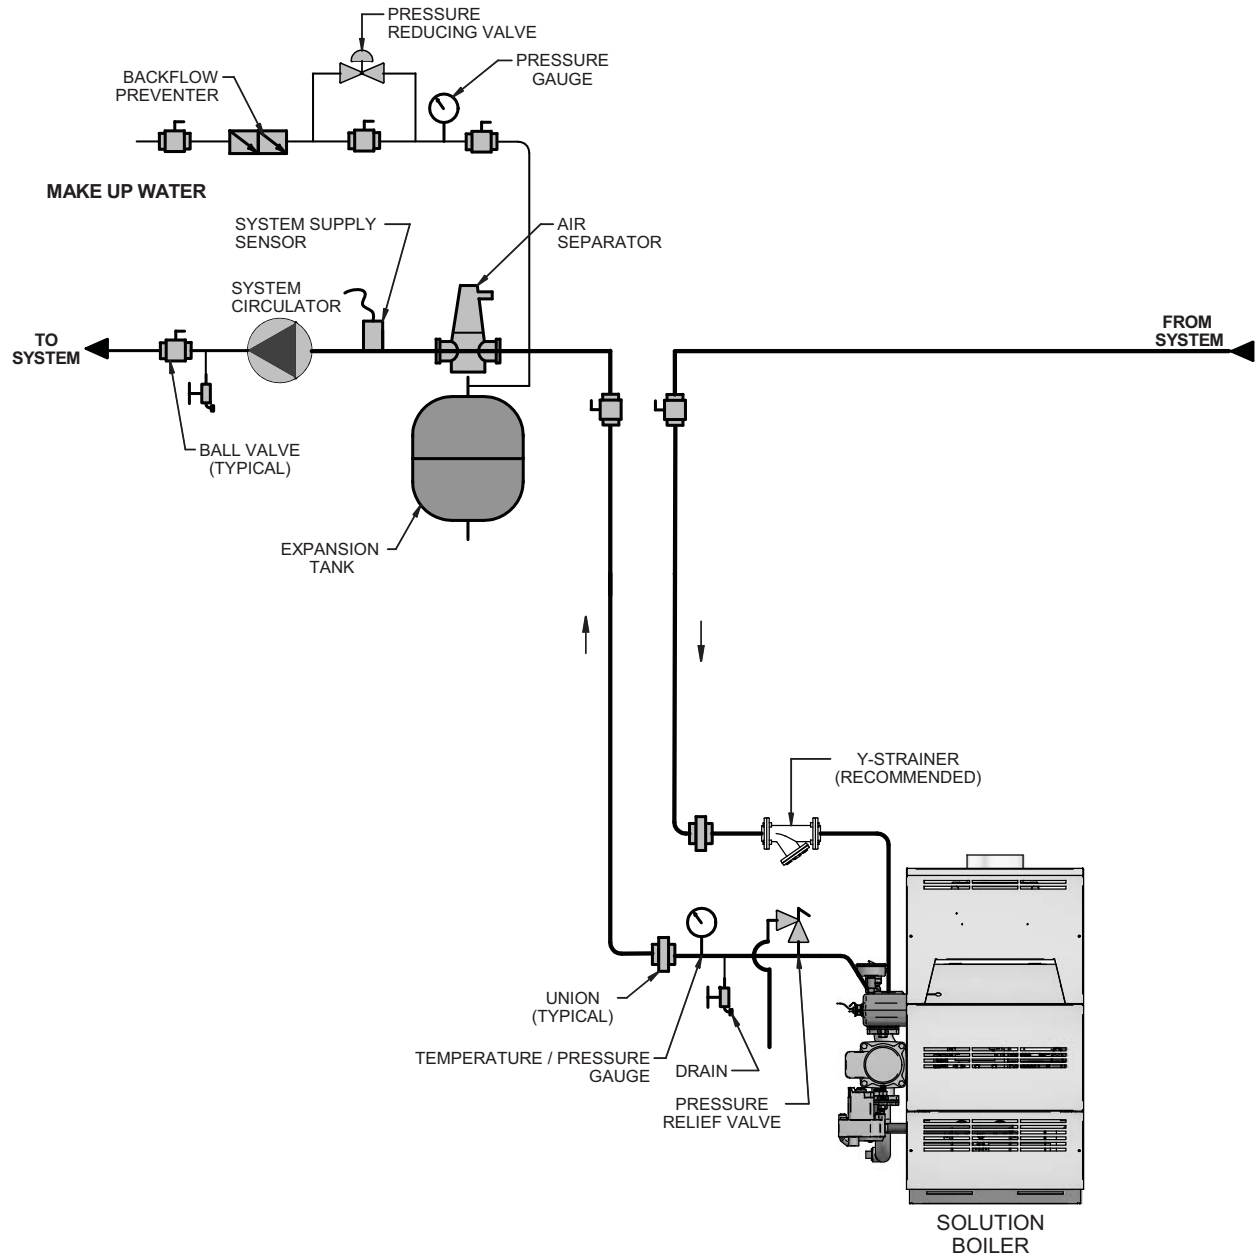 PRESSURE
REDUCING VALVE
PRESSURE
GAUGE
BACKFLOW
PREVENTER
MAKE UP WATER
SYSTEM SUPPLY
SENSOR
AIR
SEPARATOR
SYSTEM
CIRCULATOR
TO
SYSTEM
FROM
SYSTEM
BALL VALVE
(TYPICAL)
EXPANSION
TANK
Y-STRAINER
(RECOMMENDED)
UNION
(TYPICAL)
TEMPERATURE / PRESSURE
GAUGE
DRAIN
PRESSURE
RELIEF VALVE
SOLUTION
BOILER